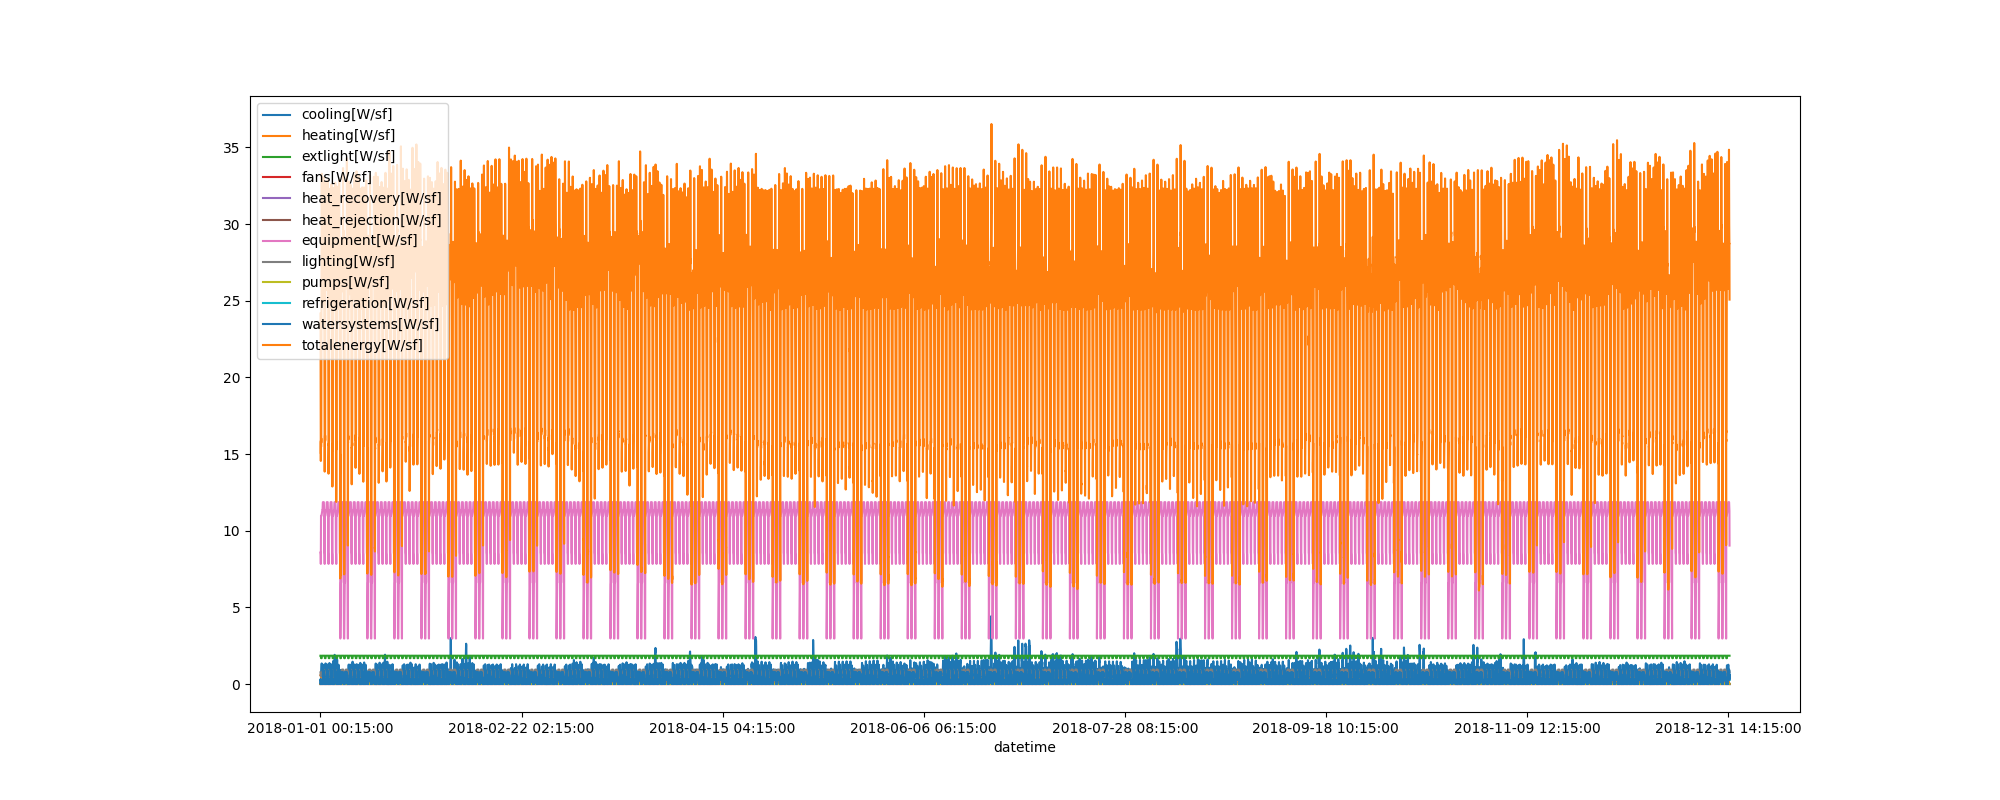 cooling[W/sf]
heating[W/sf]
extlight[W/sf]
fans[W/sf]
heat_recovery[W/sf]
heat_rejection[W/sf]
equipment[W/sf]
lighting[W/sf]
pumps[W/sf]
refrigeration[W/sf]
watersystems[W/sf]
totalenergy[W/sf]
35
30
25
20
15
10
5
0
2018-01-01 00:15:00 2018-02-22 02:15:00 2018-04-15 04:15:00 2018-06-06 06:15:00 2018-07-28 08:15:00 2018-09-18 10:15:00 2018-11-09 12:15:00 2018-12-31 14:15:00
datetime